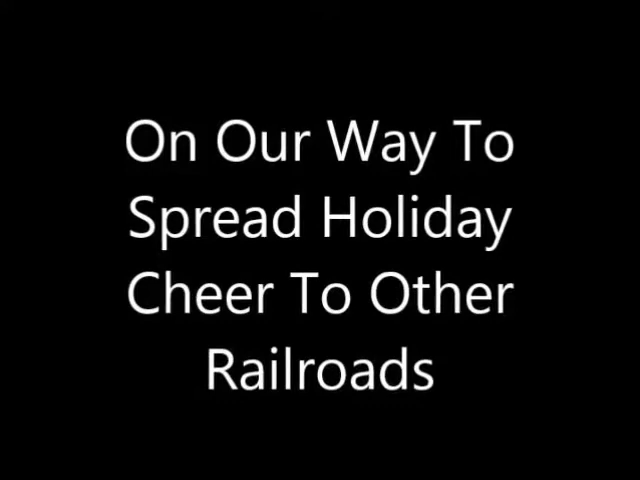 On Our Way To
Spread Holiday
Cheer To Other
Railroads